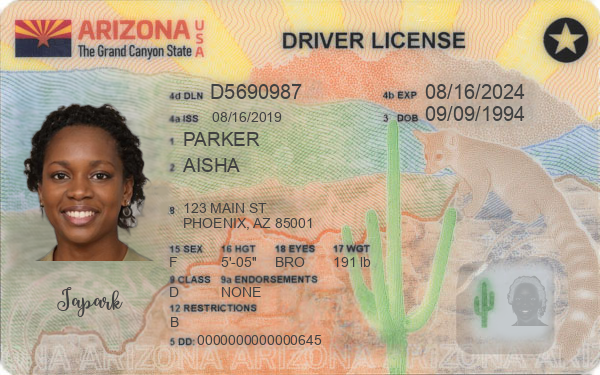 ARIZONA USA
The Grand Canyon State
DRIVER LICENSE
4d DLN D5690987
4b EXP 08/16/2024
4a ISS 08/16/2019
3 DOB 09/09/1994
1 PARKER
2 AISHA
8 123 MAIN ST
PHOENIX, AZ 85001
15 SEX 16 HGT 18 EYES 17 WGT
F 5'-05" BRO 191 lb
9 CLASS 9a ENDORSEMENTS
D NONE
12 RESTRICTIONS
B
5 DD: 0000000000000645
Japark
ONA ARIZONA ARIZONA ARIZONA ARIZONA